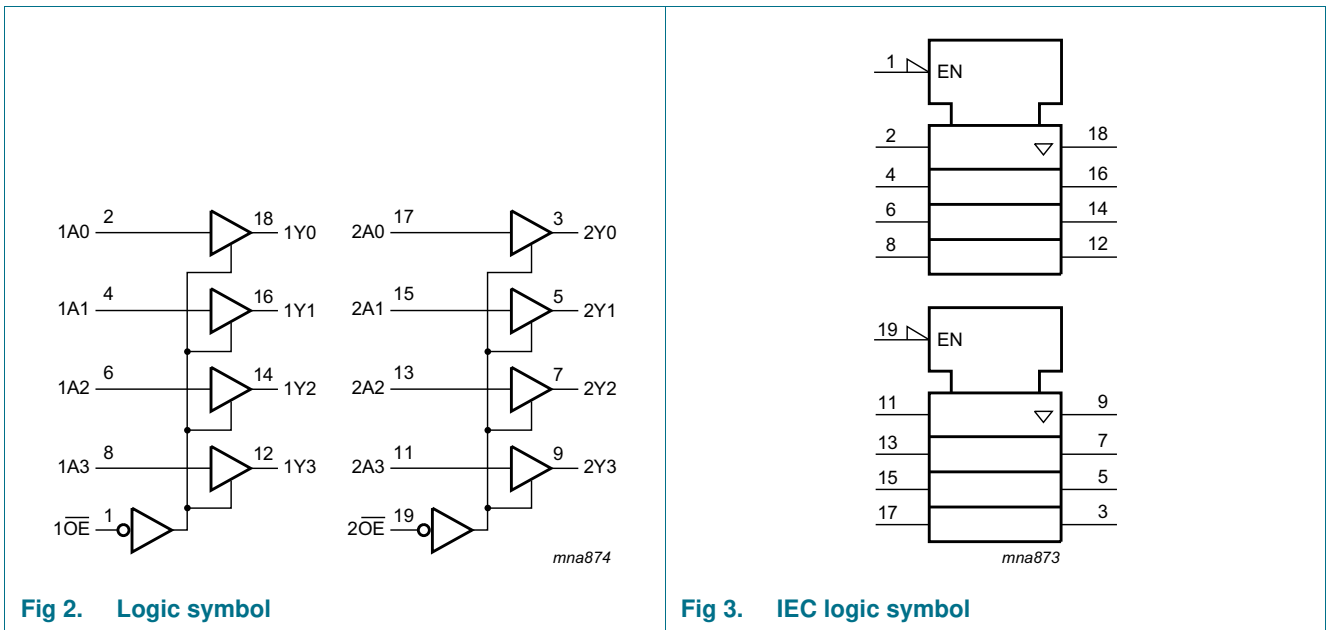 1A0 2 18 1Y0
1A1 4 16 1Y1
1A2 6 14 1Y2
1A3 8 12 1Y3
1O̅E̅ 1
2A0 17 3 2Y0
2A1 15 5 2Y1
2A2 13 7 2Y2
2A3 11 9 2Y3
2O̅E̅ 19
mna874
Fig 2. Logic symbol
1 EN
2 18
4 16
6 14
8 12
19 EN
11 9
13 7
15 5
17 3
mna873
Fig 3. IEC logic symbol